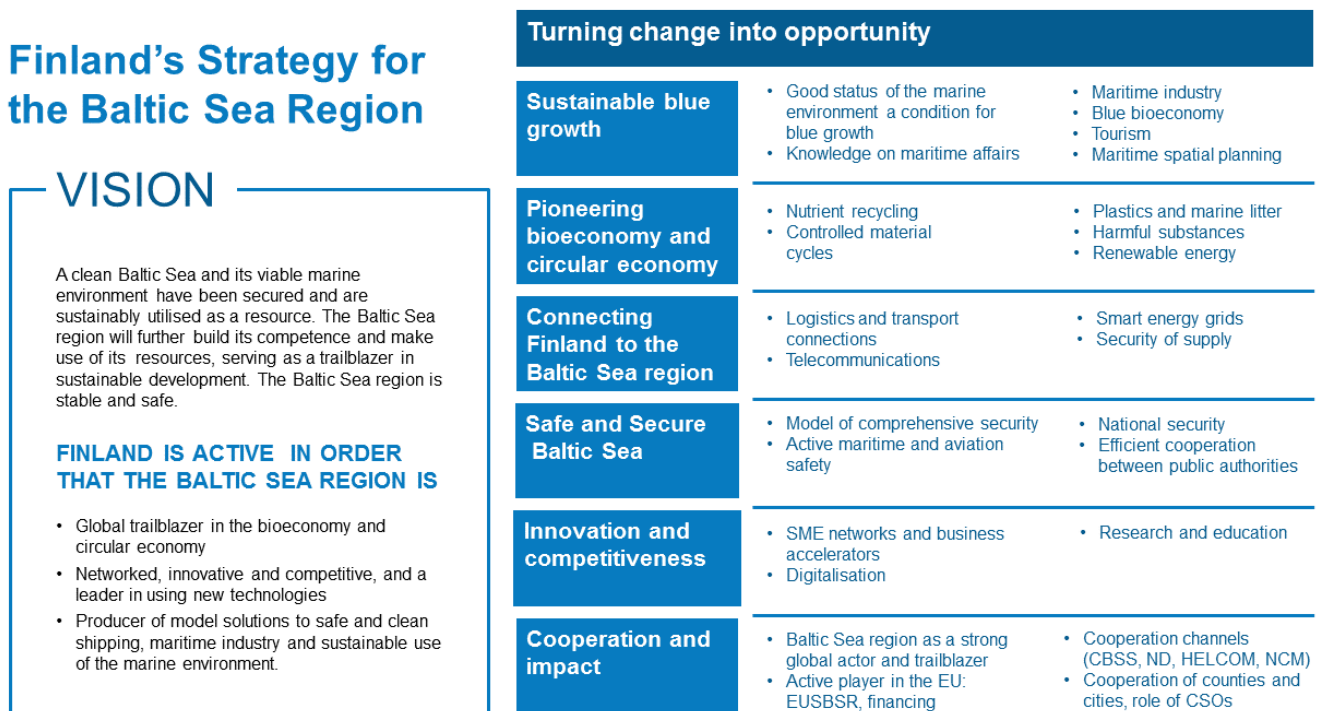 Finland's Strategy for
the Baltic Sea Region
VISION
A clean Baltic Sea and its viable marine
environment have been secured and are
sustainably utilised as a resource. The Baltic Sea
region will further build its competence and make
use of its resources, serving as a trailblazer in
sustainable development. The Baltic Sea region is
stable and safe.
FINLAND IS ACTIVE IN ORDER
THAT THE BALTIC SEA REGION IS
• Global trailblazer in the bioeconomy and
circular economy
• Networked, innovative and competitive, and a
leader in using new technologies
• Producer of model solutions to safe and clean
shipping, maritime industry and sustainable use
of the marine environment.
Turning change into opportunity
Sustainable blue
growth
• Good status of the marine
environment a condition for
blue growth
• Knowledge on maritime affairs
• Maritime industry
• Blue bioeconomy
• Tourism
• Maritime spatial planning
Pioneering
bioeconomy and
circular economy
• Nutrient recycling
• Controlled material
cycles
• Plastics and marine litter
• Harmful substances
• Renewable energy
Connecting
Finland to the
Baltic Sea region
• Logistics and transport
connections
• Telecommunications
• Smart energy grids
• Security of supply
Safe and Secure
Baltic Sea
• Model of comprehensive security
• Active maritime and aviation
safety
• National security
• Efficient cooperation
between public authorities
Innovation and
competitiveness
• SME networks and business
accelerators
• Digitalisation
• Research and education
Cooperation and
impact
• Baltic Sea region as a strong
global actor and trailblazer
• Active player in the EU:
EUSBSR, financing
• Cooperation channels
(CBSS, ND, HELCOM, NCM)
• Cooperation of counties and
cities, role of CSOs